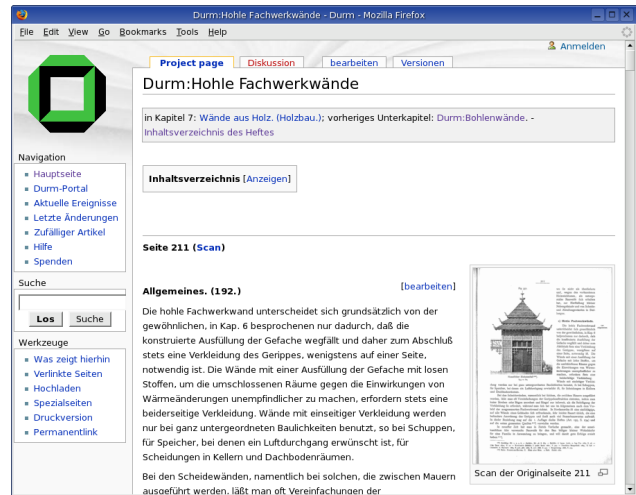 Durm:Hohle Fachwerkwände - Durm - Mozilla Firefox
File Edit View Go Bookmarks Tools Help
Anmelden
Project page Diskussion bearbeiten Versionen
Durm:Hohle Fachwerkwände
in Kapitel 7: Wände aus Holz. (Holzbau.); vorheriges Unterkapitel: Durm:Bohlenwände. -
Inhaltsverzeichnis des Heftes
Navigation
Hauptseite
Durm-Portal
Aktuelle Ereignisse
Letzte Änderungen
Zufälliger Artikel
Hilfe
Spenden
Suche
Los Suche
Werkzeuge
Was zeigt hierhin
Verlinkte Seiten
Hochladen
Spezialseiten
Druckversion
Permanentlink
Inhaltsverzeichnis [Anzeigen]
Seite 211 (Scan)
Allgemeines. (192.) [bearbeiten]
Die hohle Fachwerkwand unterscheidet sich grundsätzlich von der
gewöhnlichen, in Kap. 6 besprochenen nur dadurch, daß die
konstruierte Ausfüllung der Gefache wegfällt und daher zum Abschluß
stets eine Verkleidung des Gerippes, wenigstens auf einer Seite,
notwendig ist. Die Wände mit einer Ausfüllung der Gefache mit losen
Stoffen, um die umschlossenen Räume gegen die Einwirkungen von
Wärmeänderungen unempfindlicher zu machen, erfordern stets eine
beiderseitige Verkleidung. Wände mit einseitiger Verkleidung werden
nur bei ganz untergeordneten Baulichkeiten benutzt, so bei Schuppen,
für Speicher, bei denen ein Luftdurchgang erwünscht ist, für
Scheidungen in Kellern und Dachbodenräumen.
Bei den Scheidewänden, namentlich bei solchen, die zwischen Mauern
ausgeführt werden, läßt man oft Vereinfachungen der
Scan der Originalseite 211